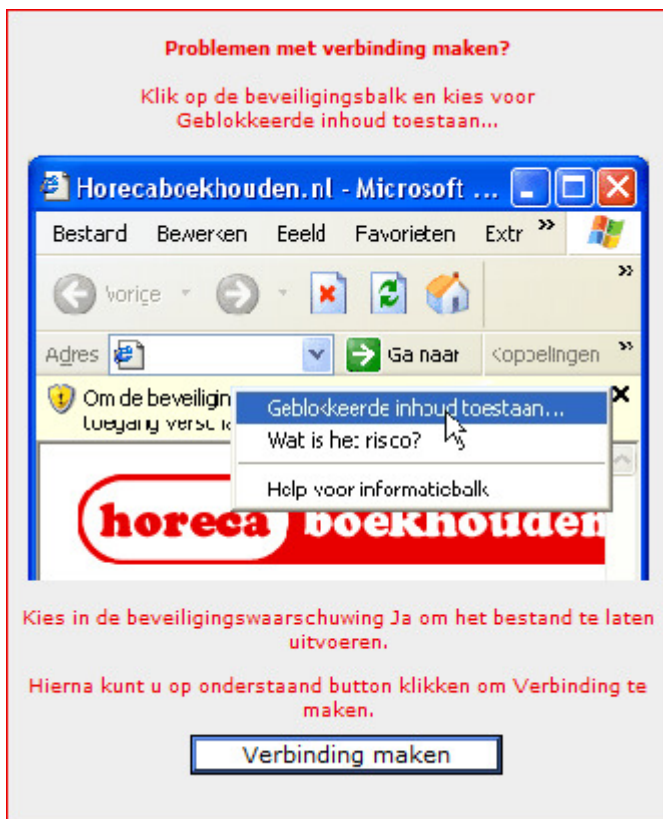 Problemen met verbinding maken?
Klik op de beveiligingsbalk en kies voor
Geblokkeerde inhoud toestaan...
Horecaboekhouden.nl - Microsoft ...
Bestand Bewerken Beeld Favorieten Extr »
Vorige »
Adres Ga naar Koppelingen »
Om de beveiligin
toegang versc
Geblokkeerde inhoud toestaan...
Wat is het risco?
Help voor informatiebalk
horeca boekhouden
Kies in de beveiligingswaarschuwing Ja om het bestand te laten
uitvoeren.
Hierna kunt u op onderstaand button klikken om Verbinding te
maken.
Verbinding maken